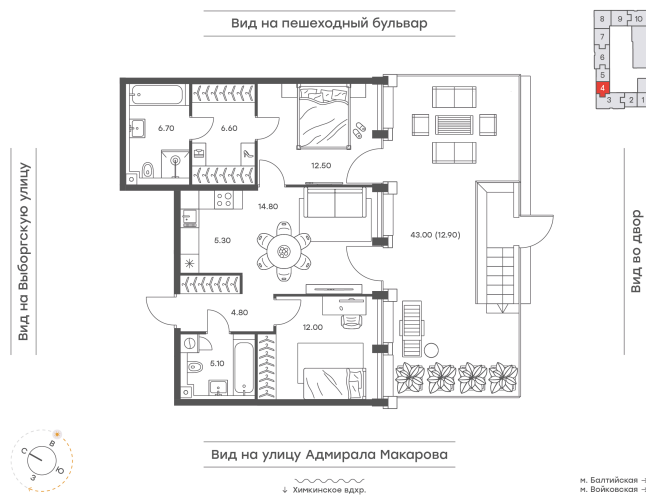 Вид на пешеходный бульвар
8 9 10
7
6
5
4
3 2 1
6.70
6.60
12.50
14.80
5.30
43.00 (12.90)
4.80
12.00
5.10
Вид на Выборгскую улицу
Вид во двор
Вид на улицу Адмирала Макарова
↓ Химкинское вдхр.
С В Ю З
м. Балтийская
м. Войковская